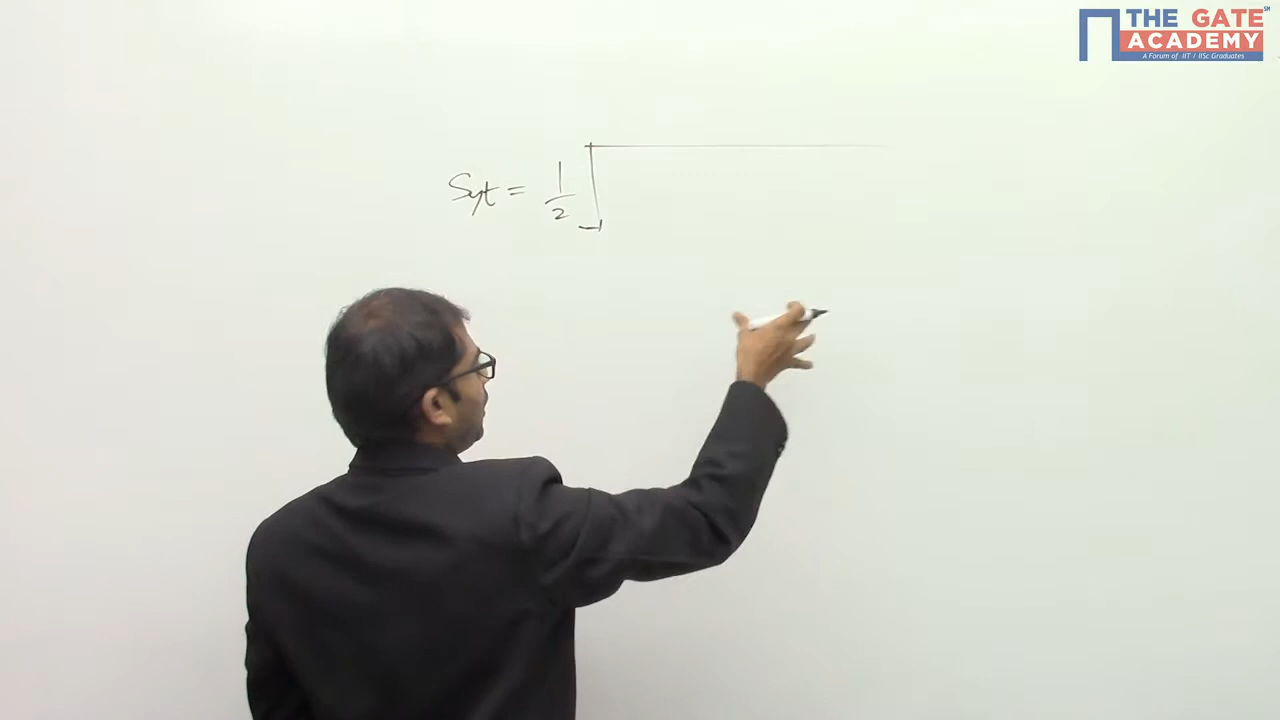 THE GATE
ACADEMY
A Forum of IIT / IISc Graduates
Syt = 1/2 √